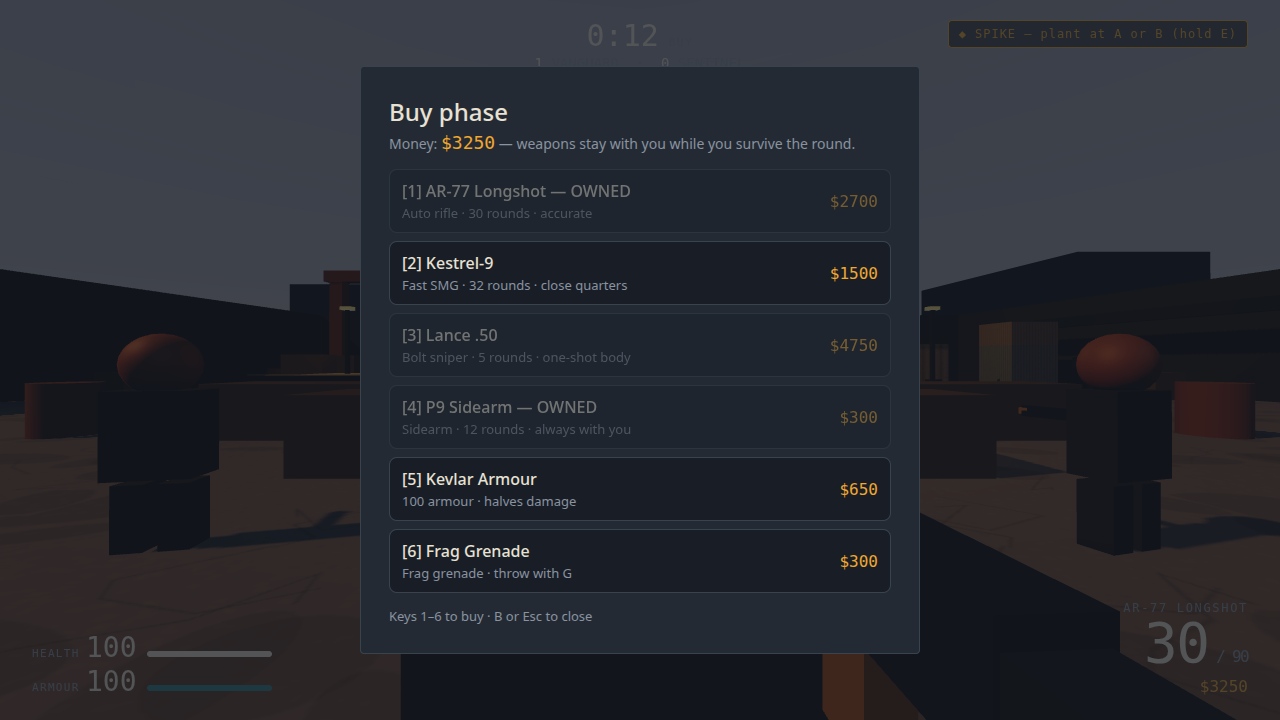 0:12
◆ SPIKE — plant at A or B (hold E)
1 0
Buy phase
Money: $3250 — weapons stay with you while you survive the round.
[1] AR-77 Longshot — OWNED
Auto rifle · 30 rounds · accurate
$2700
[2] Kestrel-9
Fast SMG · 32 rounds · close quarters
$1500
[3] Lance .50
Bolt sniper · 5 rounds · one-shot body
$4750
[4] P9 Sidearm — OWNED
Sidearm · 12 rounds · always with you
$300
[5] Kevlar Armour
100 armour · halves damage
$650
[6] Frag Grenade
Frag grenade · throw with G
$300
Keys 1–6 to buy · B or Esc to close
HEALTH 100
ARMOUR 100
AR-77 LONGSHOT
30 / 90
$3250